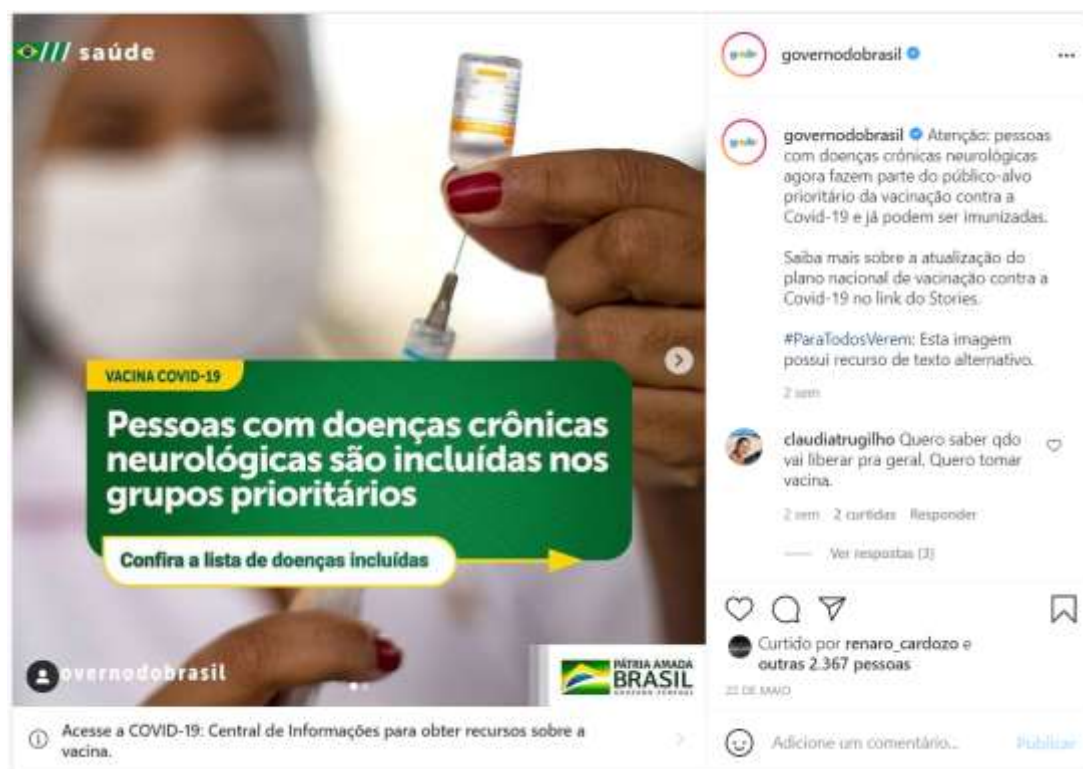 /// saúde
VACINA COVID-19
Pessoas com doenças crônicas
neurológicas são incluídas nos
grupos prioritários
Confira a lista de doenças incluídas
overnodobrasil
PÁTRIA AMADA
BRASIL
GOVERNO FEDERAL
Acesse a COVID-19: Central de Informações para obter recursos sobre a
vacina.
governodobrasil
governodobrasil Atenção: pessoas
com doenças crônicas neurológicas
agora fazem parte do público-alvo
prioritário da vacinação contra a
Covid-19 e já podem ser imunizadas.
Saiba mais sobre a atualização do
plano nacional de vacinação contra a
Covid-19 no link do Stories.
#ParaTodosVerem: Esta imagem
possui recurso de texto alternativo.
2 sem
claudiatrugilho Quero saber qdo
vai liberar pra geral. Quero tomar
vacina.
2 sem 2 curtidas Responder
Ver respostas (3)
Curtido por renaro_cardozo e
outras 2.367 pessoas
22 DE MAIO
Adicione um comentário...
Publicar